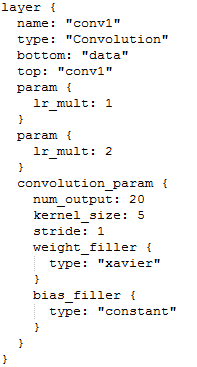 layer {
  name: "conv1"
  type: "Convolution"
  bottom: "data"
  top: "conv1"
  param {
    lr_mult: 1
  }
  param {
    lr_mult: 2
  }
  convolution_param {
    num_output: 20
    kernel_size: 5
    stride: 1
    weight_filler {
      type: "xavier"
    }
    bias_filler {
      type: "constant"
    }
  }
}